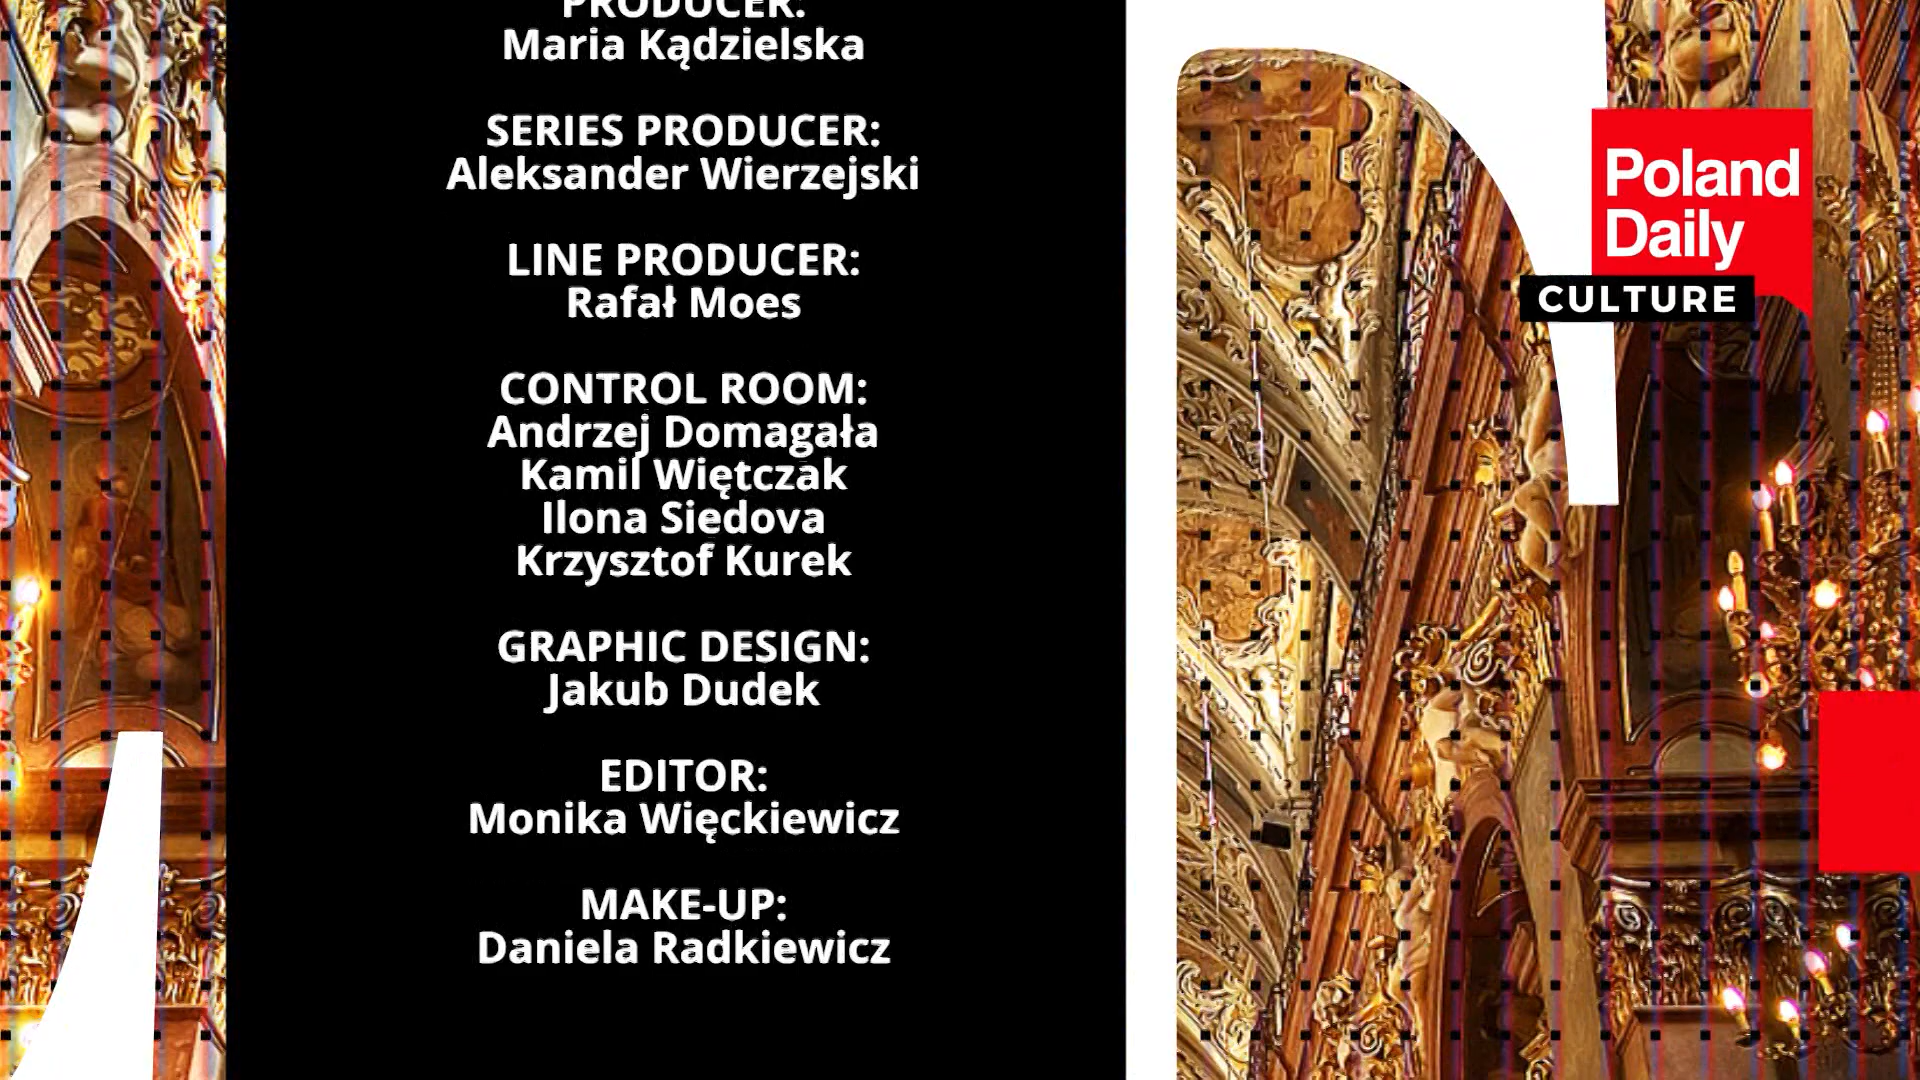 PRODUCER:
Maria Kądzielska
SERIES PRODUCER:
Aleksander Wierzejski
LINE PRODUCER:
Rafał Moes
CONTROL ROOM:
Andrzej Domagała
Kamil Więtczak
Ilona Siedova
Krzysztof Kurek
GRAPHIC DESIGN:
Jakub Dudek
EDITOR:
Monika Więckiewicz
MAKE-UP:
Daniela Radkiewicz
Poland
Daily
CULTURE